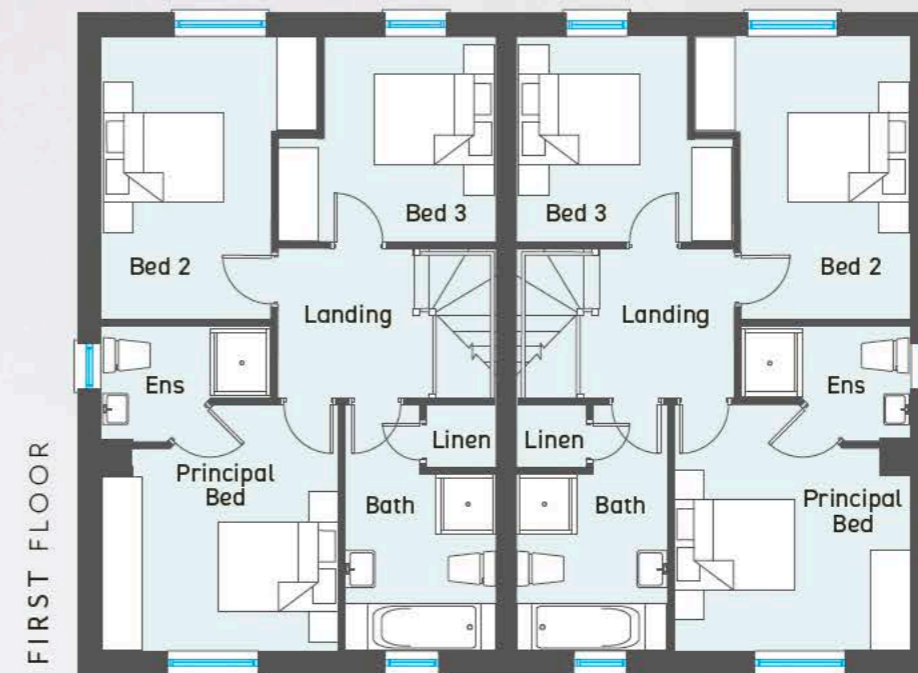 Bed 3
Bed 3
Bed 2
Bed 2
Landing
Landing
Ens
Ens
Linen
Linen
Principal
Bed
Bath
Bath
Principal
Bed
FIRST FLOOR